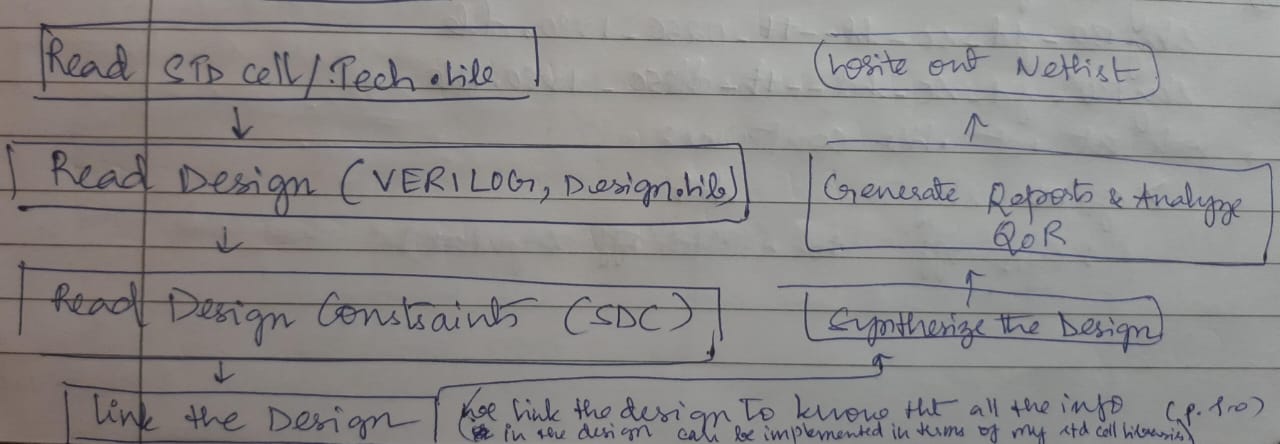 Read STD cell/.Tech.lib
↓
Read Design (VERILOG, Design.lib)
↓
Read Design Constraints (SDC)
↓
Link the Design
(we link the design to know tht all the info (p.t.o)
in the design can be implemented in terms of my std cell libraries
Synthesize the Design
↑
Generate Reports & Analyze
QoR
↑
Write out Netlist